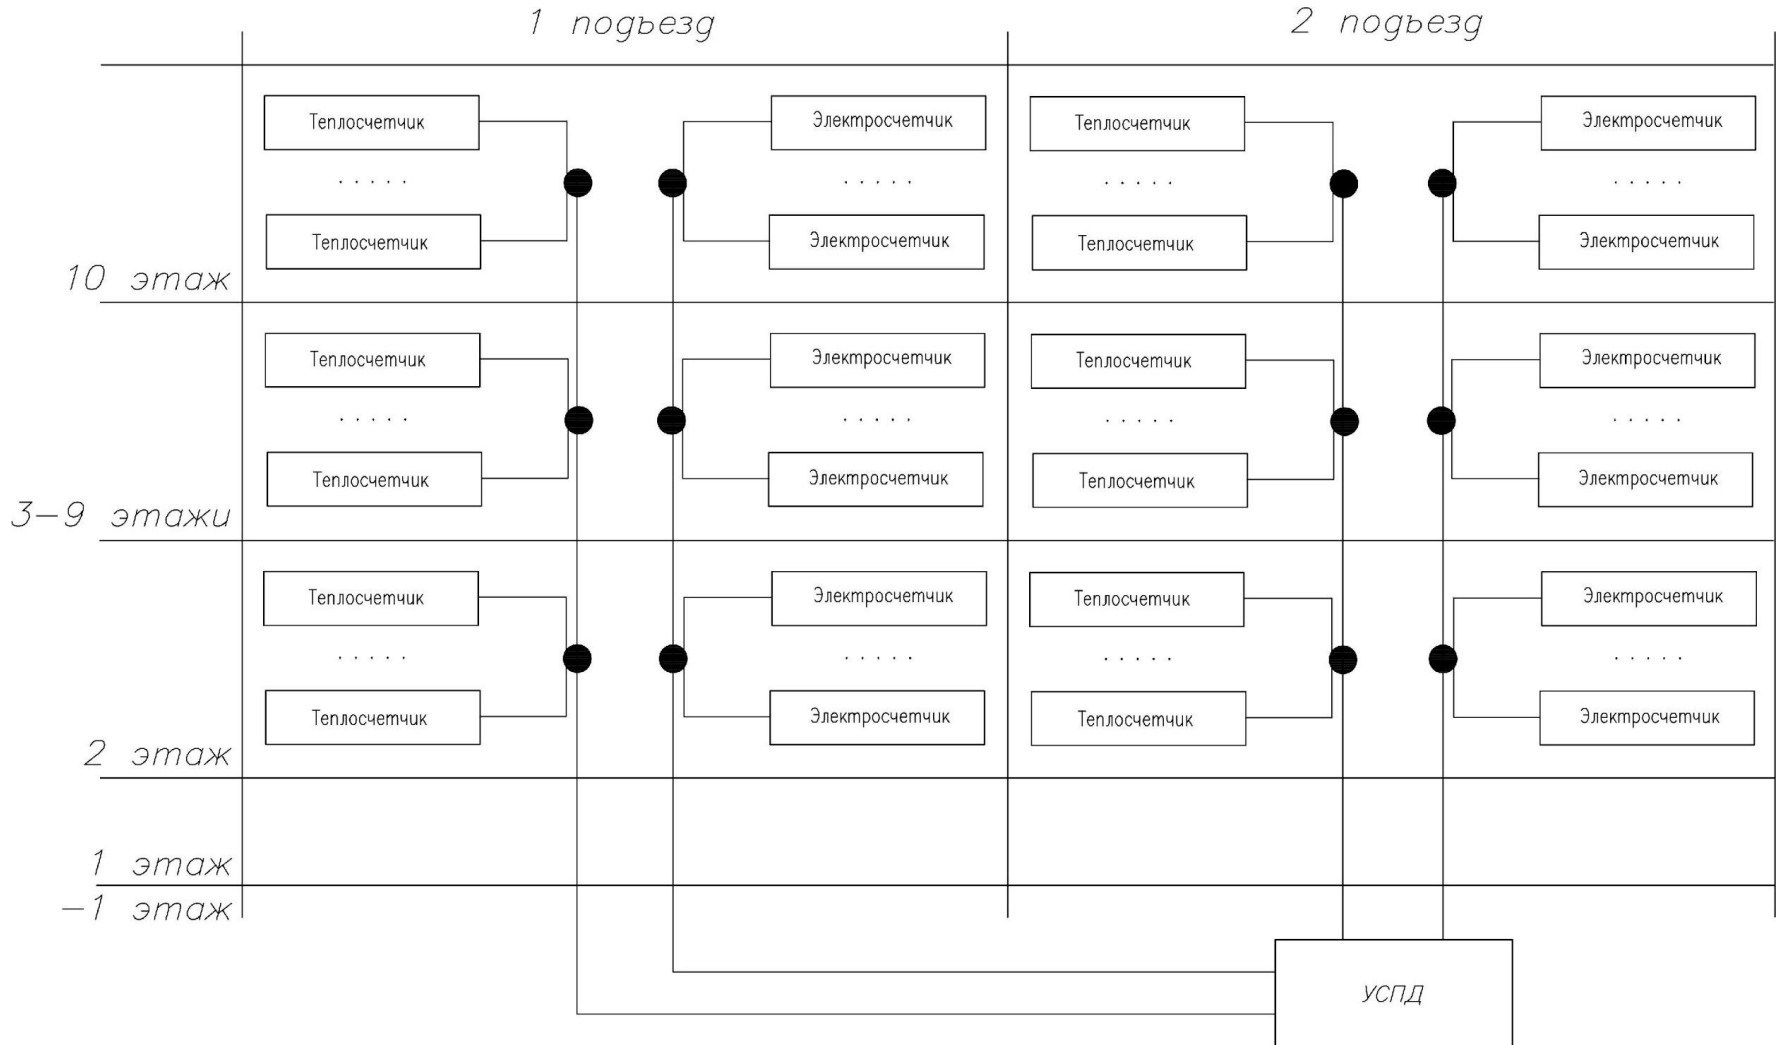 1 подъезд 2 подъезд
Теплосчетчик Электросчетчик Теплосчетчик Электросчетчик
. . . . . . . . . . . . . . . . . . . .
Теплосчетчик Электросчетчик Теплосчетчик Электросчетчик
10 этаж
Теплосчетчик Электросчетчик Теплосчетчик Электросчетчик
. . . . . . . . . . . . . . . . . . . .
Теплосчетчик Электросчетчик Теплосчетчик Электросчетчик
3-9 этажи
Теплосчетчик Электросчетчик Теплосчетчик Электросчетчик
. . . . . . . . . . . . . . . . . . . .
Теплосчетчик Электросчетчик Теплосчетчик Электросчетчик
2 этаж
1 этаж
-1 этаж
УСПД